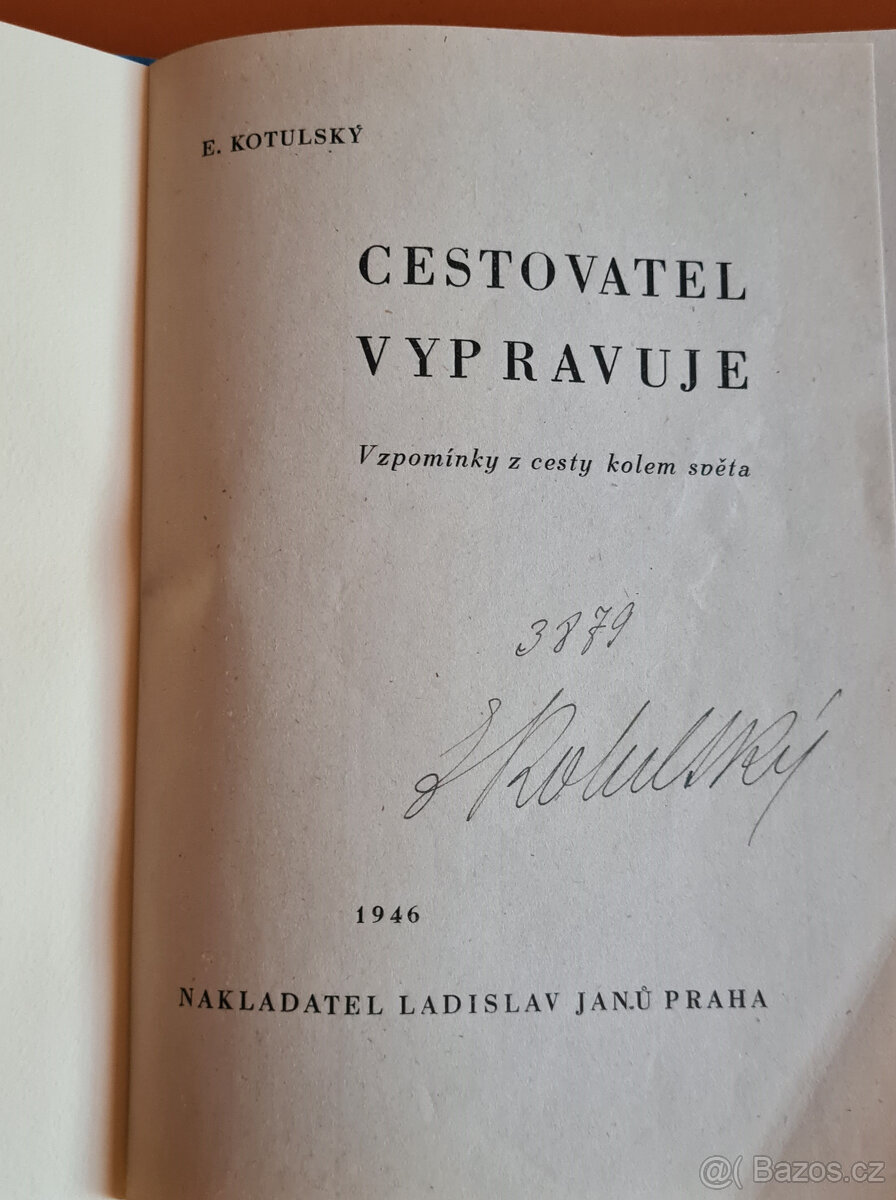 E. KOTULSKÝ
CESTOVATEL
VYPRAVUJE
Vzpomínky z cesty kolem světa
3879
E Kotulský
1946
NAKLADATEL LADISLAV JANŮ PRAHA
@( Bazos.cz